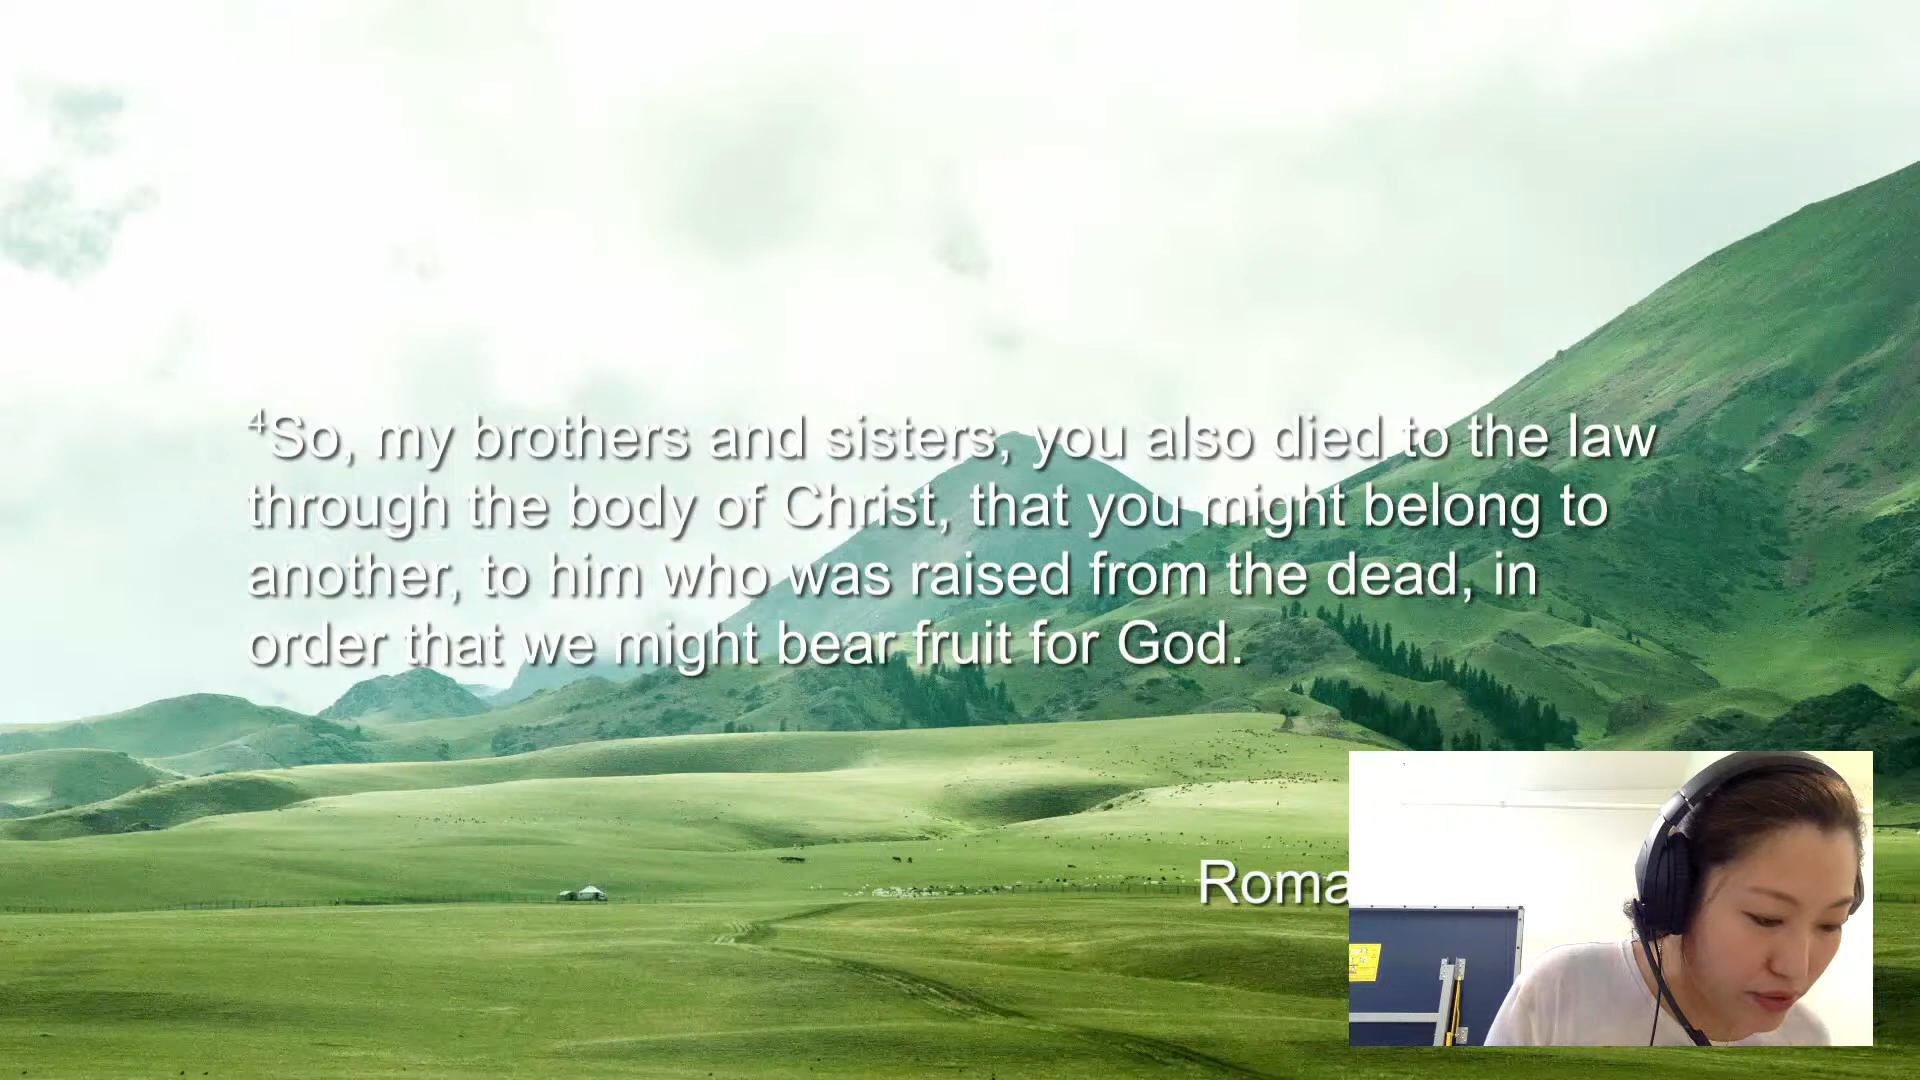 ⁴So, my brothers and sisters, you also died to the law
through the body of Christ, that you might belong to
another, to him who was raised from the dead, in
order that we might bear fruit for God.
Roma